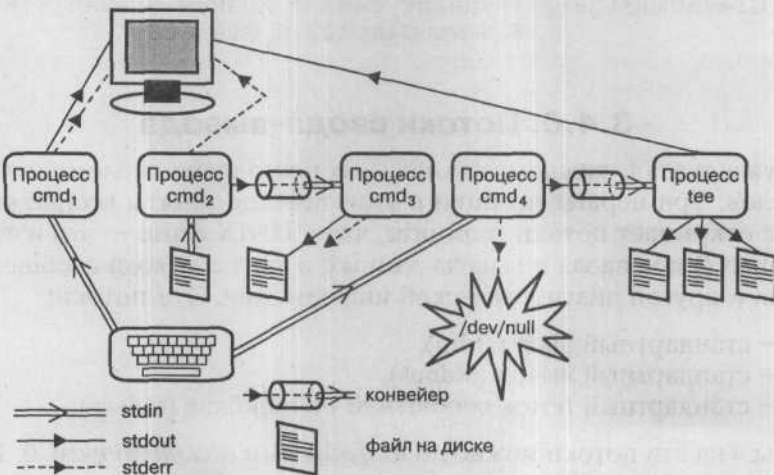 Процесс cmd1
Процесс cmd2
Процесс cmd3
Процесс cmd4
Процесс tee
/dev/null
конвейер
stdin
stdout
файл на диске
stderr